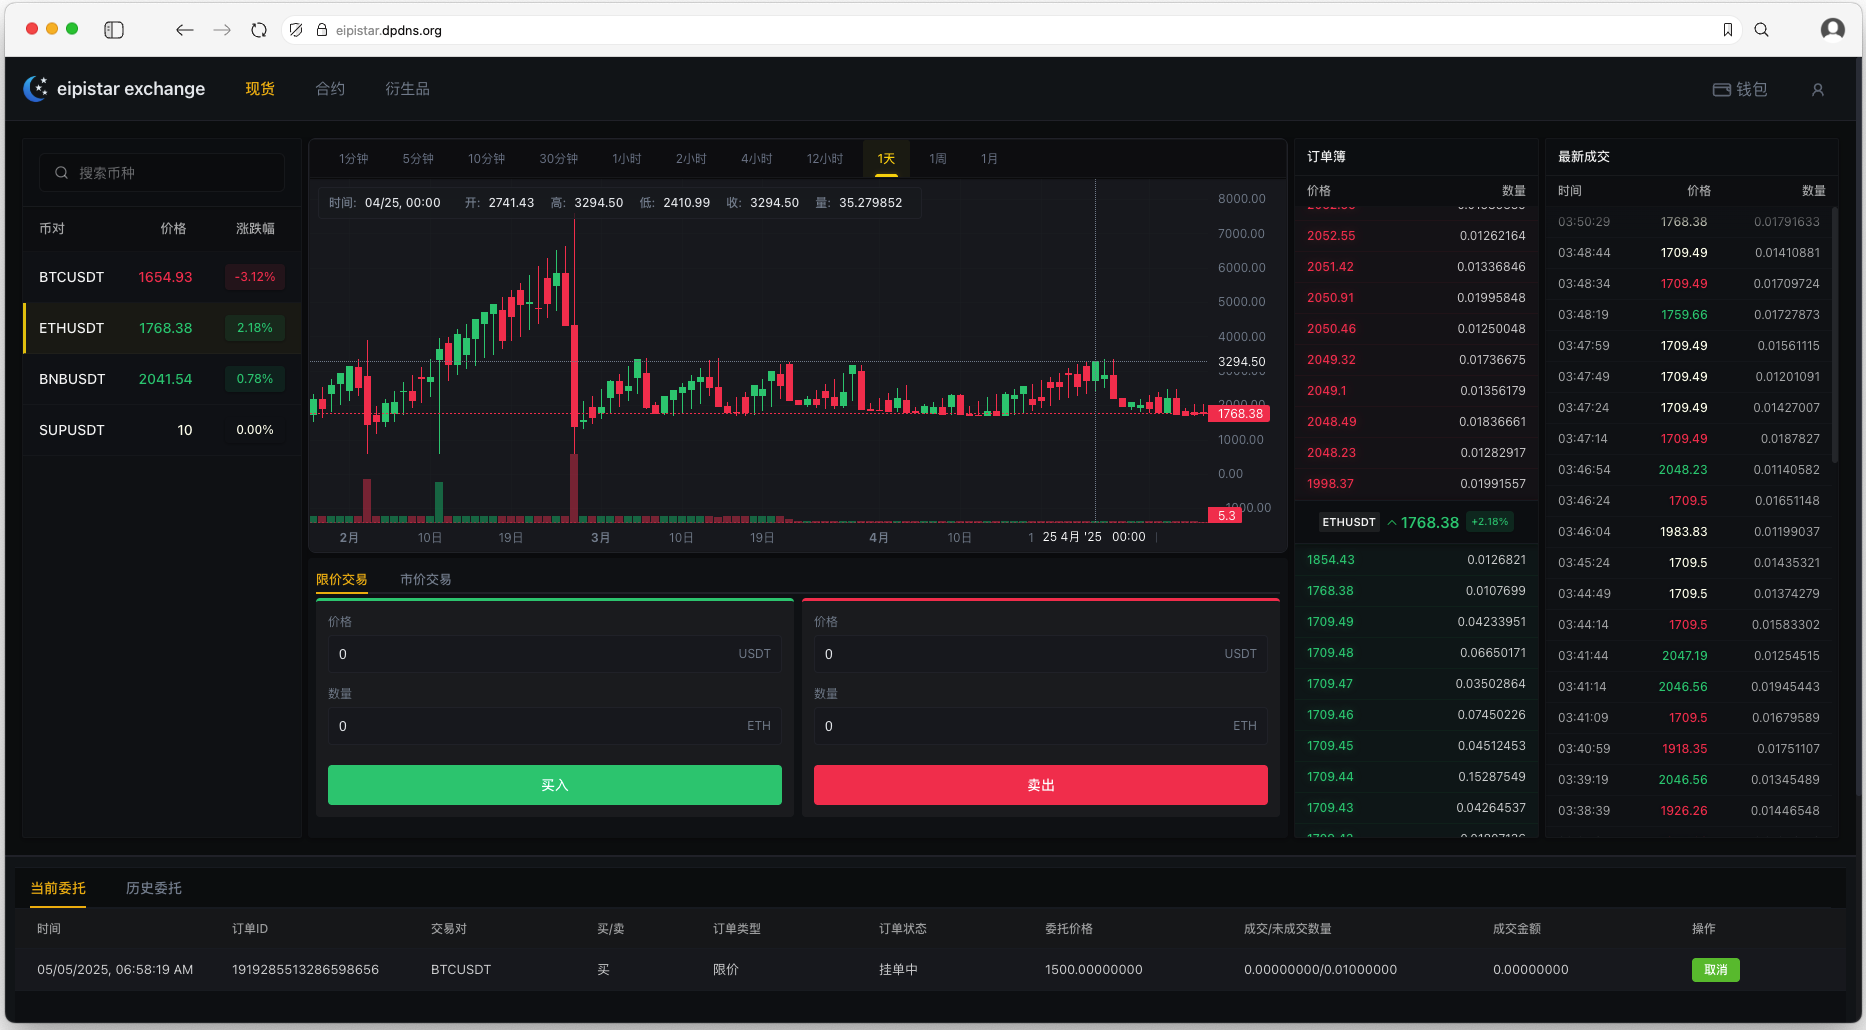 eipistar.dpdns.org
eipistar exchange 现货 合约 衍生品 钱包
搜索币种
币对 价格 涨跌幅
BTCUSDT 1654.93 -3.12%
ETHUSDT 1768.38 2.18%
BNBUSDT 2041.54 0.78%
SUPUSDT 10 0.00%
1分钟 5分钟 10分钟 30分钟 1小时 2小时 4小时 12小时 1天 1周 1月
时间: 04/25, 00:00 开: 2741.43 高: 3294.50 低: 2410.99 收: 3294.50 量: 35.279852
8000.00
7000.00
6000.00
5000.00
4000.00
3294.50
2000.00
1768.38
1000.00
0.00
5.3
2月 10日 19日 3月 10日 19日 4月 10日 1 25 4月 '25 00:00
限价交易 市价交易
价格
0 USDT
数量
0 ETH
买入
价格
0 USDT
数量
0 ETH
卖出
订单簿
价格 数量
2052.55 0.01262164
2051.42 0.01336846
2050.91 0.01995848
2050.46 0.01250048
2049.32 0.01736675
2049.1 0.01356179
2048.49 0.01836661
2048.23 0.01282917
1998.37 0.01991557
ETHUSDT 1768.38 +2.18%
1854.43 0.0126821
1768.38 0.0107699
1709.49 0.04233951
1709.48 0.06650171
1709.47 0.03502864
1709.46 0.07450226
1709.45 0.04512453
1709.44 0.15287549
1709.43 0.04264537
最新成交
时间 价格 数量
03:50:29 1768.38 0.01791633
03:48:44 1709.49 0.01410881
03:48:34 1709.49 0.01709724
03:48:19 1759.66 0.01727873
03:47:59 1709.49 0.01561115
03:47:49 1709.49 0.01201091
03:47:24 1709.49 0.01427007
03:47:14 1709.49 0.0187827
03:46:54 2048.23 0.01140582
03:46:24 1709.5 0.01651148
03:46:04 1983.83 0.01199037
03:45:24 1709.5 0.01435321
03:44:49 1709.5 0.01374279
03:44:14 1709.5 0.01583302
03:41:44 2047.19 0.01254515
03:41:14 2046.56 0.01945443
03:41:09 1709.5 0.01679589
03:40:59 1918.35 0.01751107
03:39:19 2046.56 0.01345489
03:38:39 1926.26 0.01446548
当前委托 历史委托
时间 订单ID 交易对 买/卖 订单类型 订单状态 委托价格 成交/未成交数量 成交金额 操作
05/05/2025, 06:58:19 AM 1919285513286598656 BTCUSDT 买 限价 挂单中 1500.00000000 0.00000000/0.01000000 0.00000000 取消